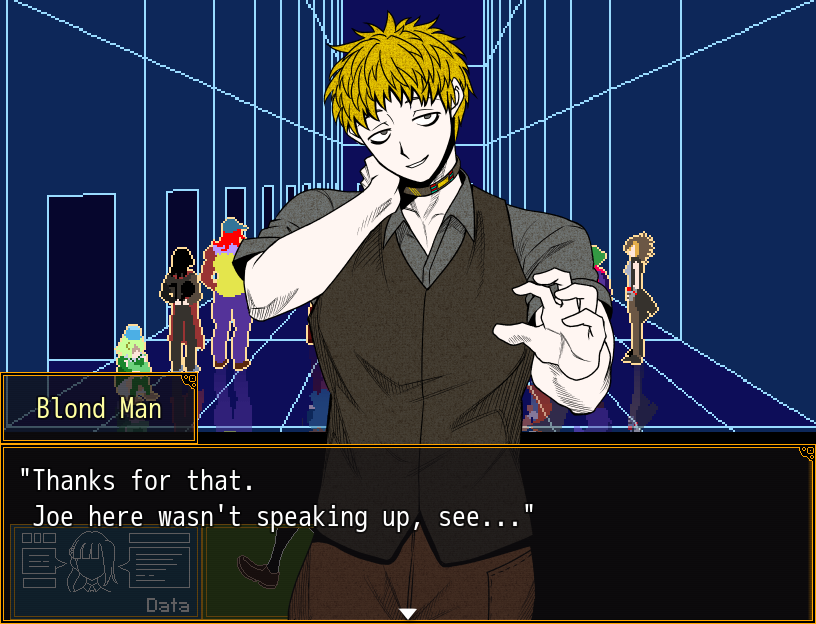 Blond Man
"Thanks for that.
Joe here wasn't speaking up, see..."
Data